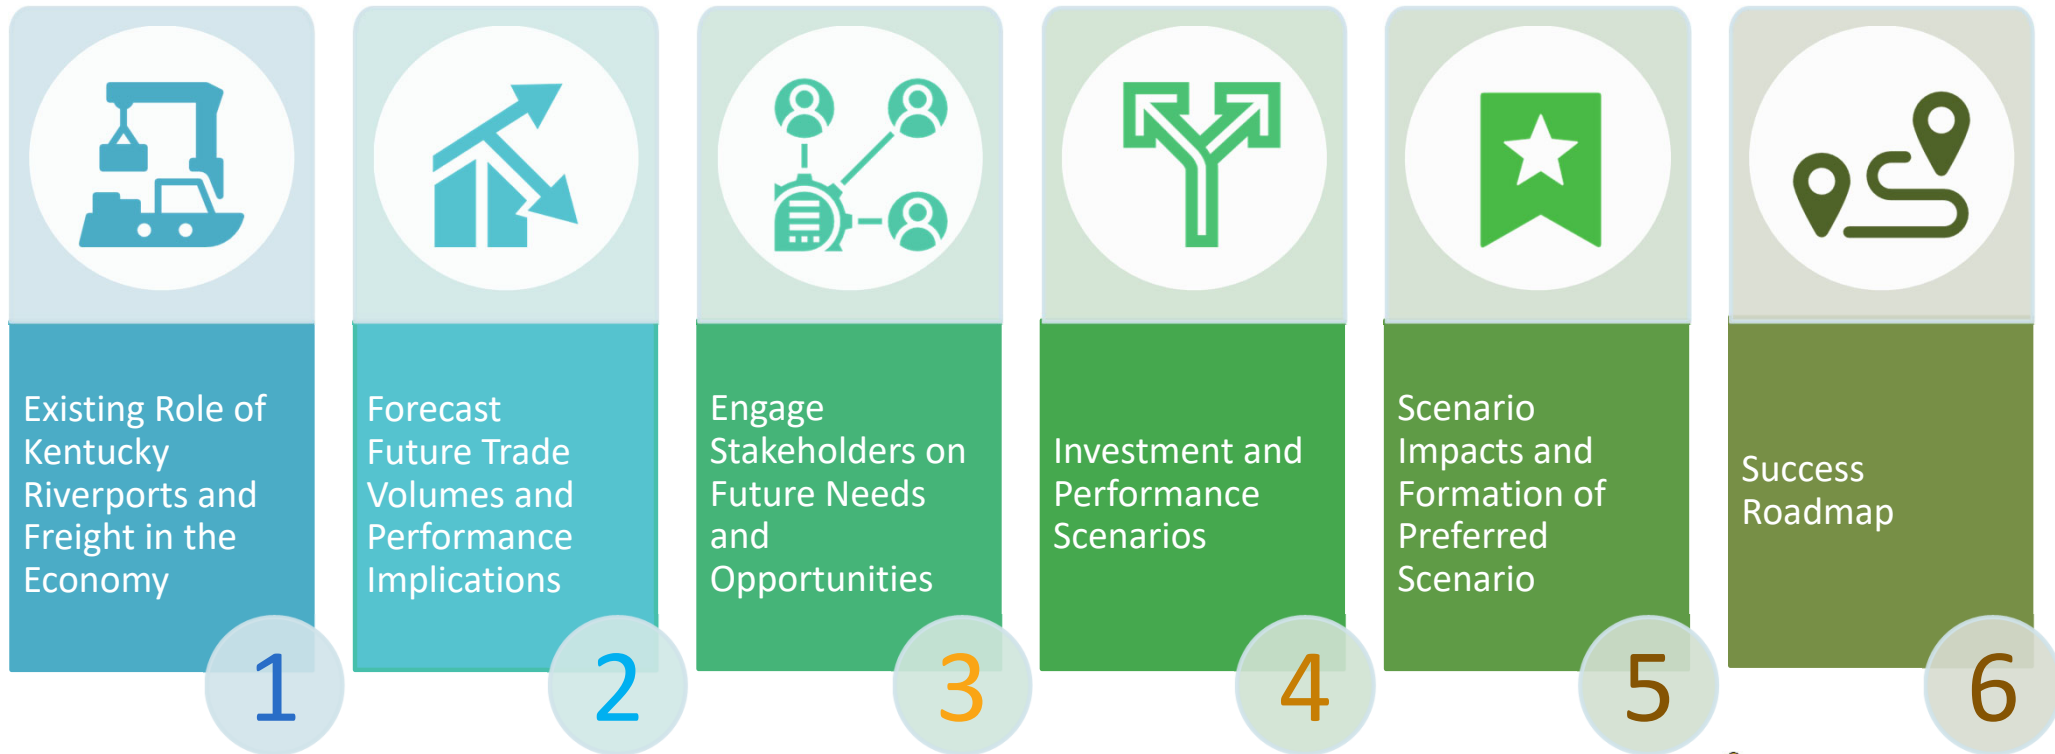 Existing Role of
Kentucky
Riverports and
Freight in the
Economy
1
Forecast
Future Trade
Volumes and
Performance
Implications
2
Engage
Stakeholders on
Future Needs
and
Opportunities
3
Investment and
Performance
Scenarios
4
Scenario
Impacts and
Formation of
Preferred
Scenario
5
Success
Roadmap
6